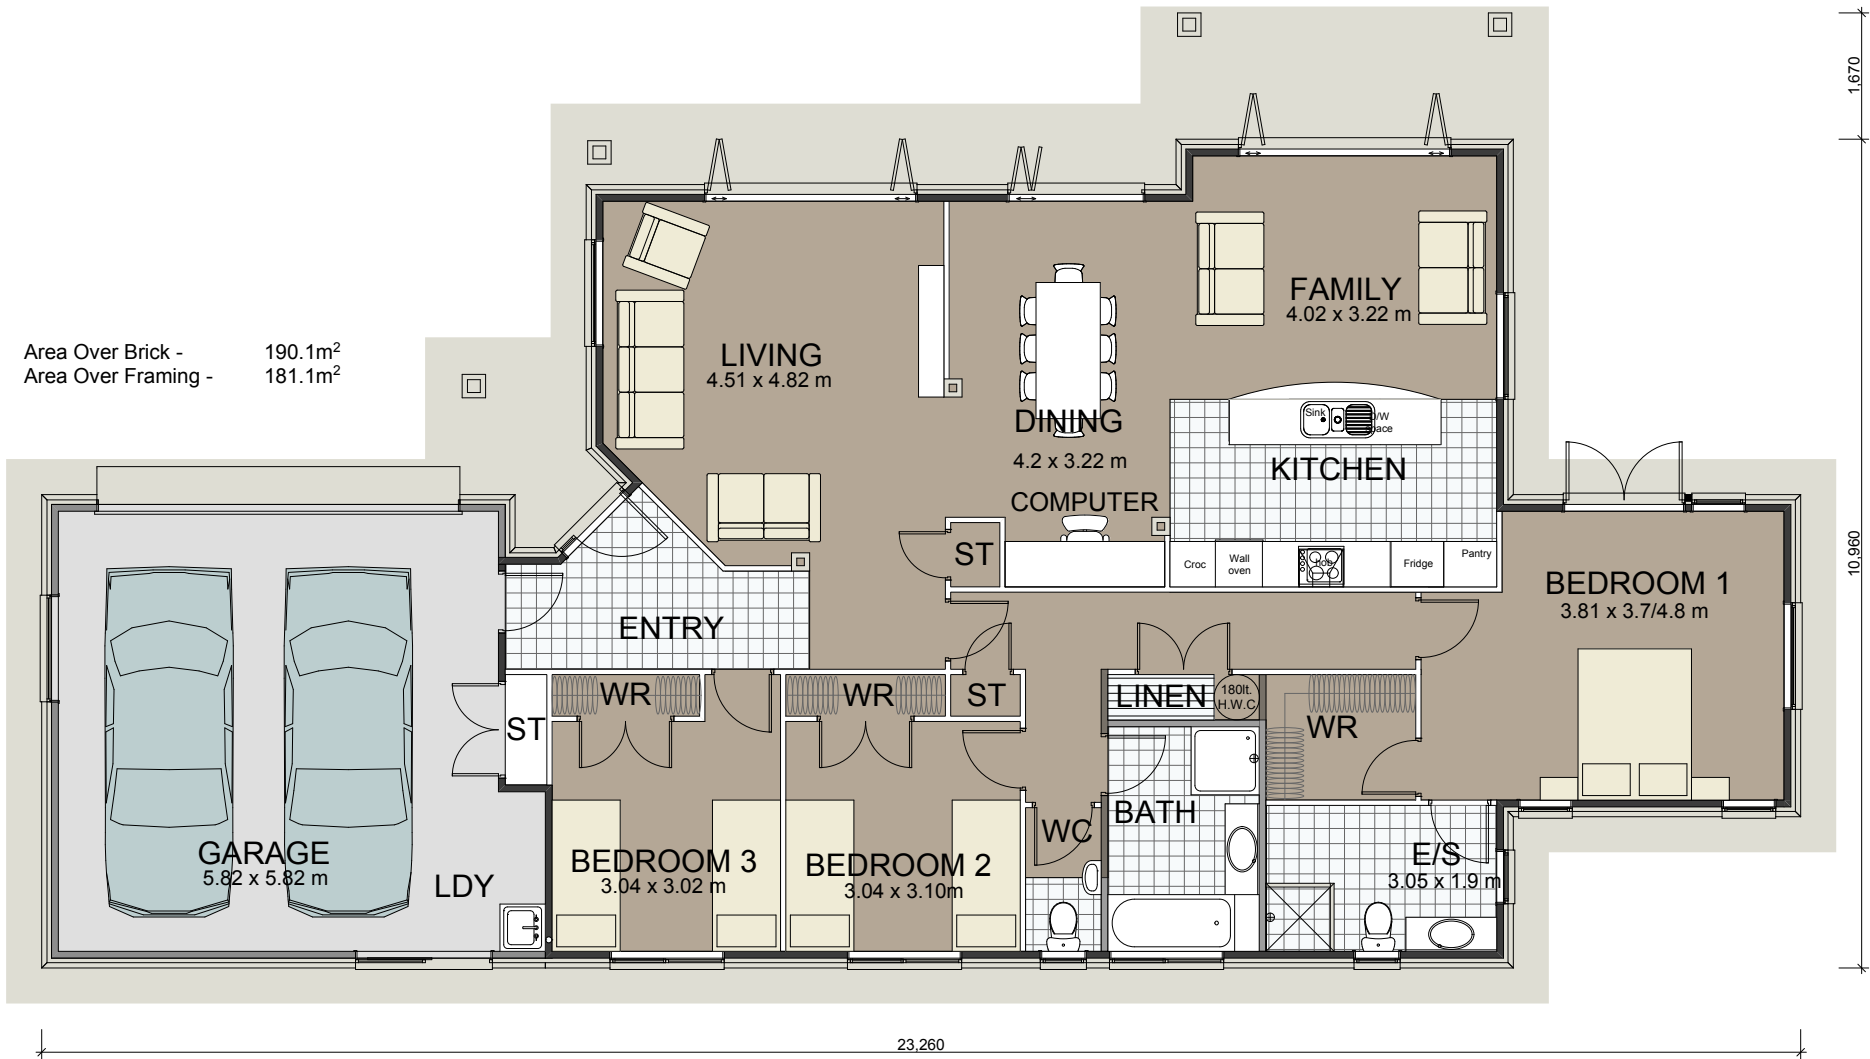 1,670
Area Over Brick - 190.1m²
Area Over Framing - 181.1m²
LIVING
4.51 x 4.82 m
FAMILY
4.02 x 3.22 m
DINING
4.2 x 3.22 m
COMPUTER
Sink
D/W
space
KITCHEN
10,960
ST
Croc
Wall
oven
hob
Fridge
Pantry
BEDROOM 1
3.81 x 3.7/4.8 m
ENTRY
WR
WR
ST
LINEN
180lt.
H.W.C
WR
ST
GARAGE
5.82 x 5.82 m
LDY
BEDROOM 3
3.04 x 3.02 m
BEDROOM 2
3.04 x 3.10m
WC
BATH
E/S
3.05 x 1.9 m
23,260